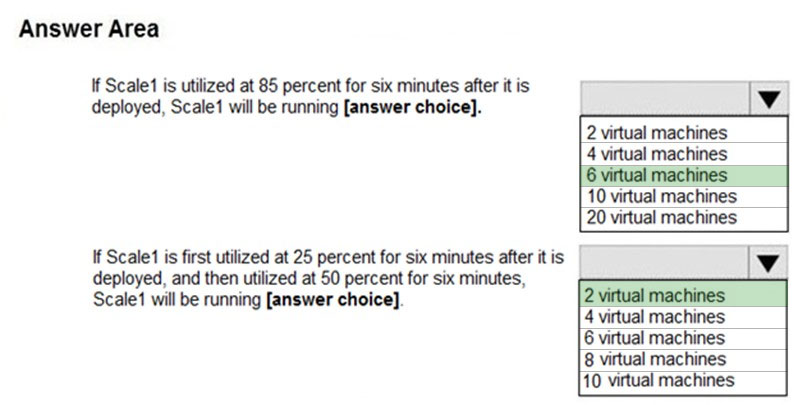 Answer Area
If Scale1 is utilized at 85 percent for six minutes after it is
deployed, Scale1 will be running [answer choice].
2 virtual machines
4 virtual machines
6 virtual machines
10 virtual machines
20 virtual machines
If Scale1 is first utilized at 25 percent for six minutes after it is
deployed, and then utilized at 50 percent for six minutes,
Scale1 will be running [answer choice].
2 virtual machines
4 virtual machines
6 virtual machines
8 virtual machines
10 virtual machines